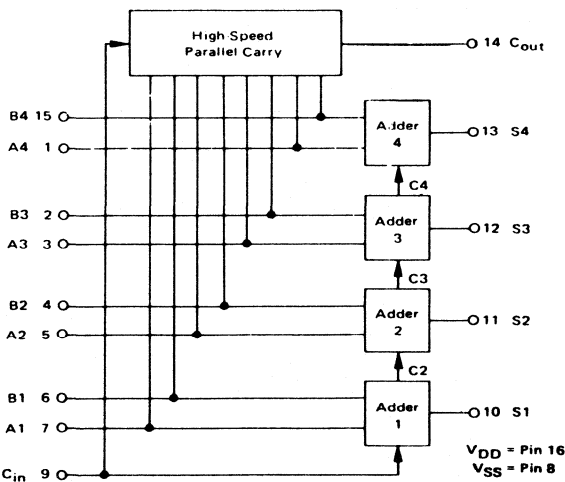 High-Speed
Parallel Carry
14 Cout
B4 15
A4 1
Adder
4
13 S4
C4
B3 2
A3 3
Adder
3
12 S3
C3
B2 4
A2 5
Adder
2
11 S2
C2
B1 6
A1 7
Adder
1
10 S1
Cin 9
VDD = Pin 16
VSS = Pin 8